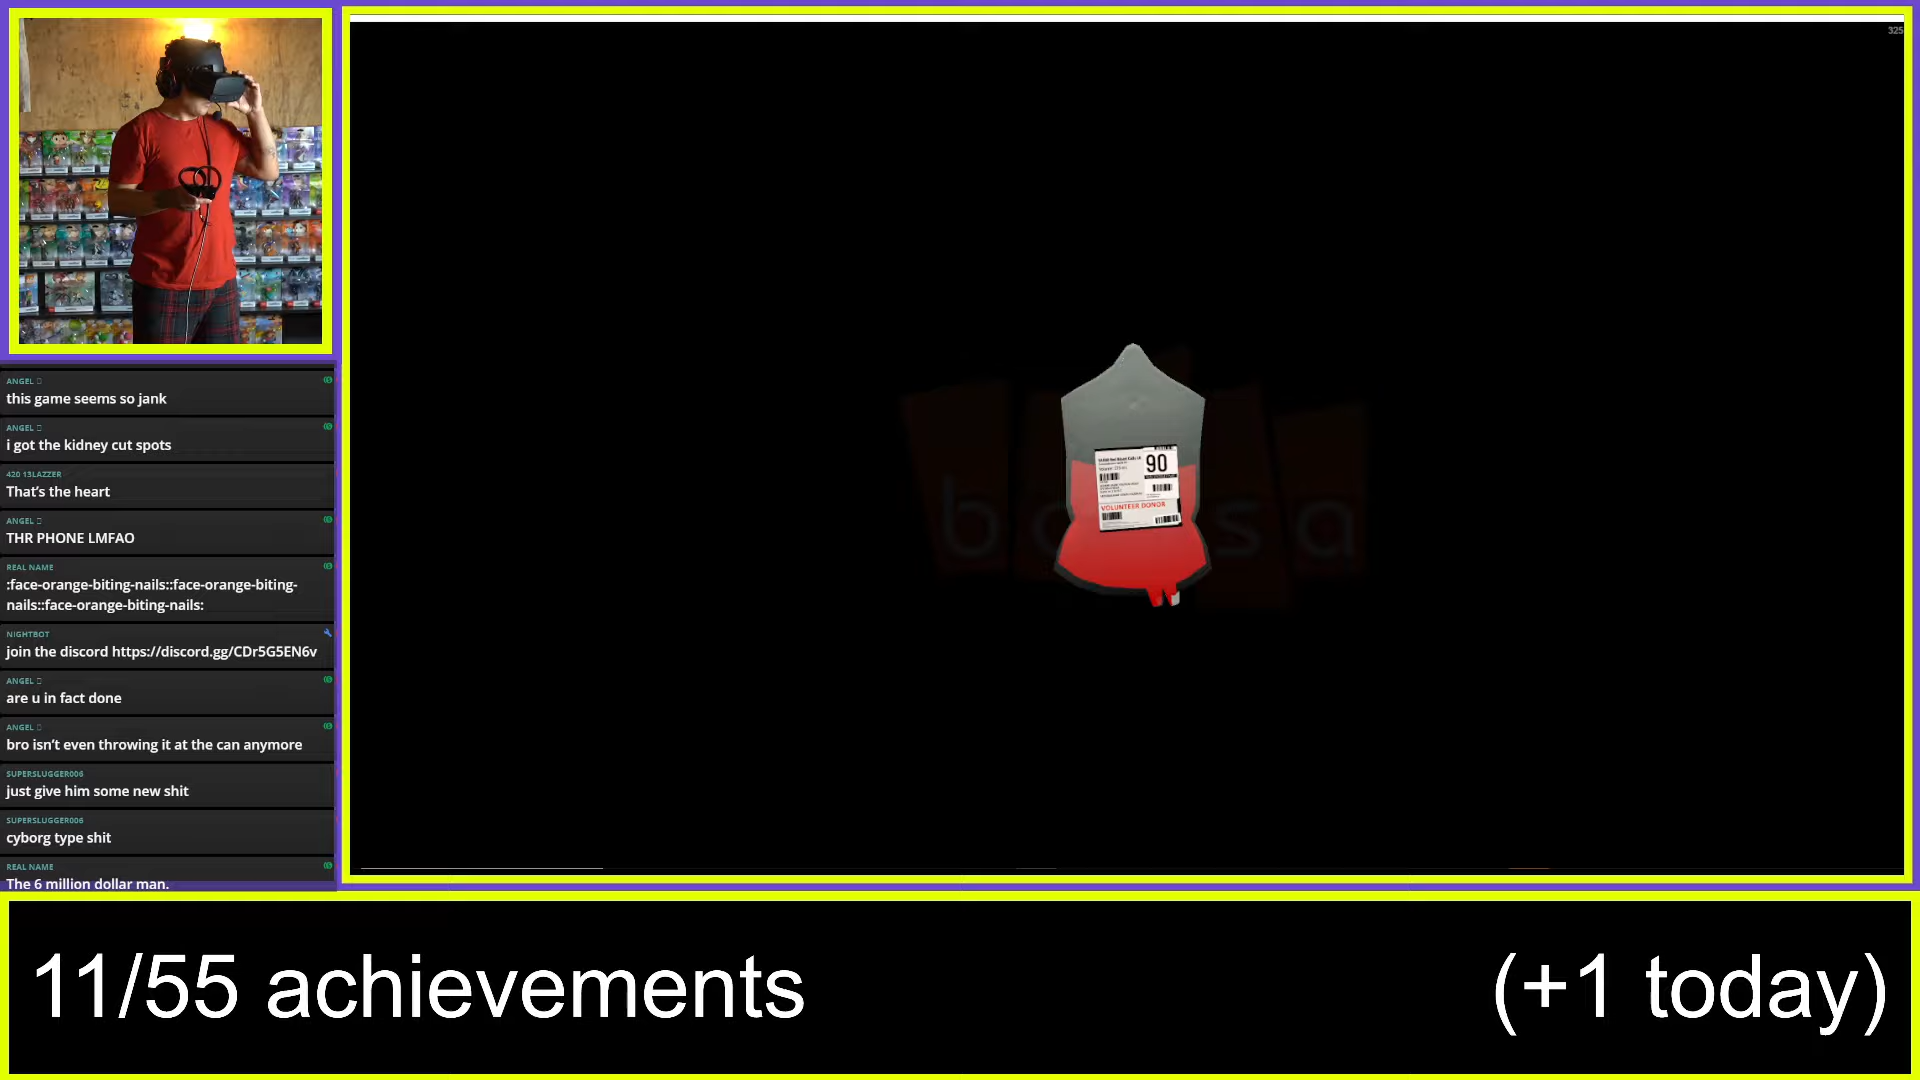 325
ANGEL
this game seems so jank
ANGEL
i got the kidney cut spots
420 13LAZZER
That's the heart
ANGEL
THR PHONE LMFAO
REAL NAME
:face-orange-biting-nails::face-orange-biting-
nails::face-orange-biting-nails:
NIGHTBOT
join the discord https://discord.gg/CDr5G5EN6v
ANGEL
are u in fact done
ANGEL
bro isn't even throwing it at the can anymore
SUPERSLUGGER006
just give him some new shit
SUPERSLUGGER006
cyborg type shit
REAL NAME
The 6 million dollar man.
90
VOLUNTEER DONOR
11/55 achievements
(+1 today)